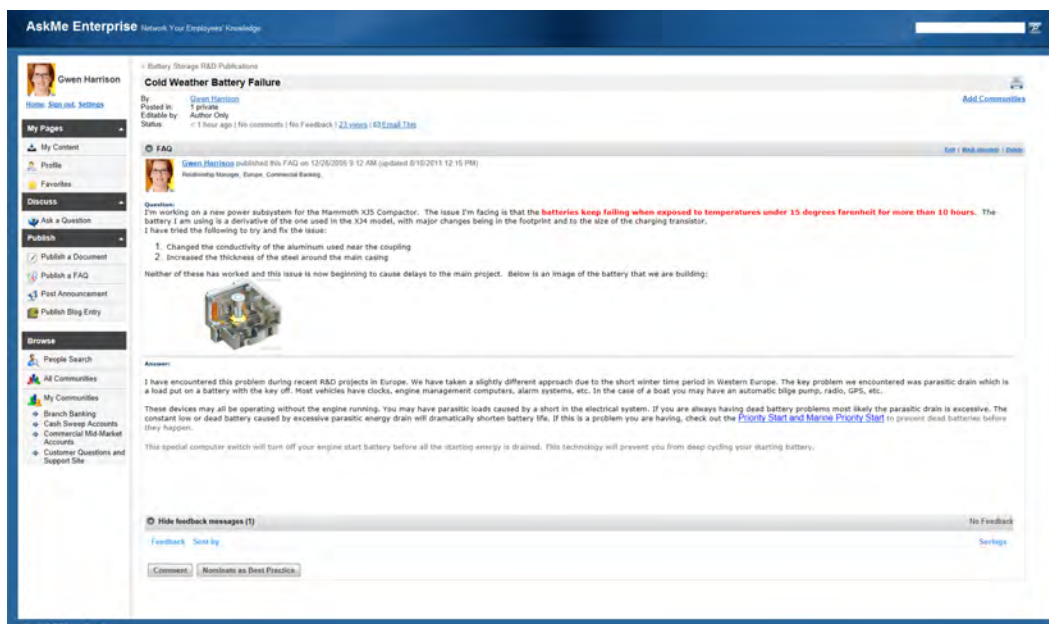 AskMe Enterprise Network Your Employees' Knowledge
Gwen Harrison
Home Sign out Settings
My Pages
My Content
Profile
Favorites
Discuss
Ask a Question
Publish
Publish a Document
Publish a FAQ
Post Announcement
Publish Blog Entry
Browse
People Search
All Communities
My Communities
Branch Banking
Cash Sweep Accounts
Commercial Mid-Market
Accounts
Customer Questions and
Support Site
Battery Storage R&D Publications
Cold Weather Battery Failure
By: Gwen Harrison
Posted in: 1 private
Editable by: Author Only
Status: < 1 hour ago | No comments | No Feedback | 23 views | Email This
Add Communities
FAQ
Edit | | Delete
Gwen Harrison published this FAQ on 9:12 AM (updated 8/10/2011 12:15 PM)
Relationship Manager, Europe, Commercial Banking,
Question:
I'm working on a new power subsystem for the Mammoth XJ5 Compactor. The issue I'm facing is that the batteries keep failing when exposed to temperatures under 15 degrees farenheit for more than 10 hours. The
battery I am using is a derivative of the one used in the XJ4 model, with major changes being in the footprint and to the size of the charging transistor.
I have tried the following to try and fix the issue:
1. Changed the conductivity of the aluminum used near the coupling
2. Increased the thickness of the steel around the main casing
Neither of these has worked and this issue is now beginning to cause delays to the main project. Below is an image of the battery that we are building:
Answer:
I have encountered this problem during recent R&D projects in Europe. We have taken a slightly different approach due to the short winter time period in Western Europe. The key problem we encountered was parasitic drain which is
a load put on a battery with the key off. Most vehicles have clocks, engine management computers, alarm systems, etc. In the case of a boat you may have an automatic bilge pump, radio, GPS, etc.
These devices may all be operating without the engine running. You may have parasitic loads caused by a short in the electrical system. If you are always having dead battery problems most likely the parasitic drain is excessive. The
constant low or dead battery caused by excessive parasitic energy drain will dramatically shorten battery life. If this is a problem you are having, check out the Priority Start and Marine Priority Start to prevent dead batteries before
they happen.
This special computer switch will turn off your engine start battery before all the starting energy is drained. This technology will prevent you from deep cycling your starting battery.
Hide feedback messages (1)
No Feedback
Feedback Sent by
Comment Nominate as Best Practice